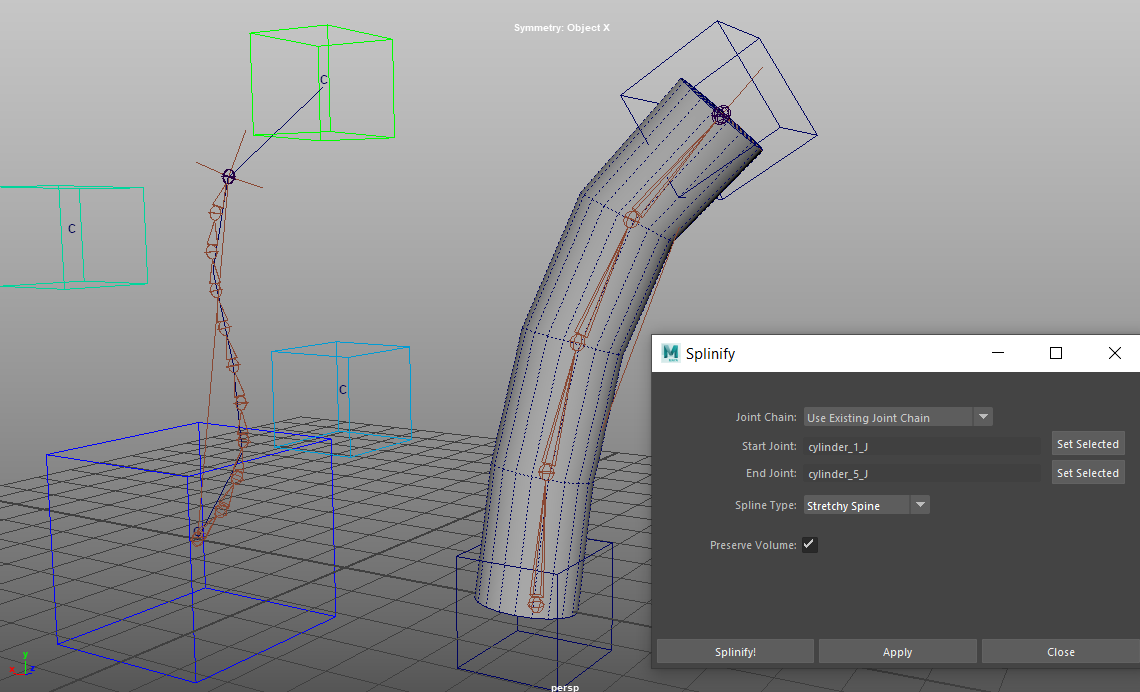 Symmetry: Object X
C
C
C
Splinify
Joint Chain: Use Existing Joint Chain
Start Joint: cylinder_1_J Set Selected
End Joint: cylinder_5_J Set Selected
Spline Type: Stretchy Spine
Preserve Volume:
Splinify! Apply Close
y
x z
persp